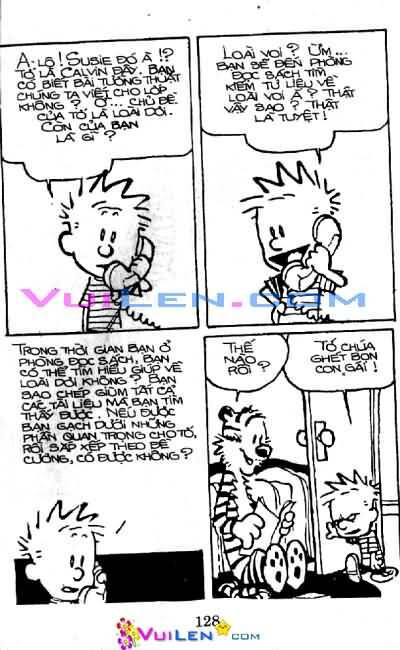 A-LÔ! SUSIE ĐÓ À!?
TỚ LÀ CALVIN ĐÂY. BẠN
CÓ BIẾT BÀI TƯỜNG THUẬT
CHÚNG TA VIẾT CHO LỚP
KHÔNG? Ờ... CHỦ ĐỀ
CỦA TỚ LÀ LOÀI DƠI.
CÒN CỦA BẠN
LÀ GÌ?
LOÀI VOI? ỪM...
BẠN SẼ ĐẾN PHÒNG
ĐỌC SÁCH TÌM
KIẾM TƯ LIỆU VỀ
LOÀI VOI À? THẬT
VẬY SAO? THẬT
LÀ TUYỆT!
TRONG THỜI GIAN BẠN Ở
PHÒNG ĐỌC SÁCH, BẠN
CÓ THỂ TÌM HIỂU GIÚP VỀ
LOÀI DƠI KHÔNG? BẠN
SAO CHÉP GIÙM TẤT CẢ
CÁC TÀI LIỆU MÀ BẠN TÌM
THẤY ĐƯỢC. NẾU ĐƯỢC
BẠN GẠCH DƯỚI NHỮNG
PHẦN QUAN TRỌNG CHO TỚ,
RỒI SẮP XẾP THEO ĐỀ
CƯƠNG, CÓ ĐƯỢC KHÔNG?
THẾ
NÀO
RỒI?
TỚ CHÚA
GHÉT BỌN
CON GÁI!
VUILEN.COM
128
VUILEN.COM